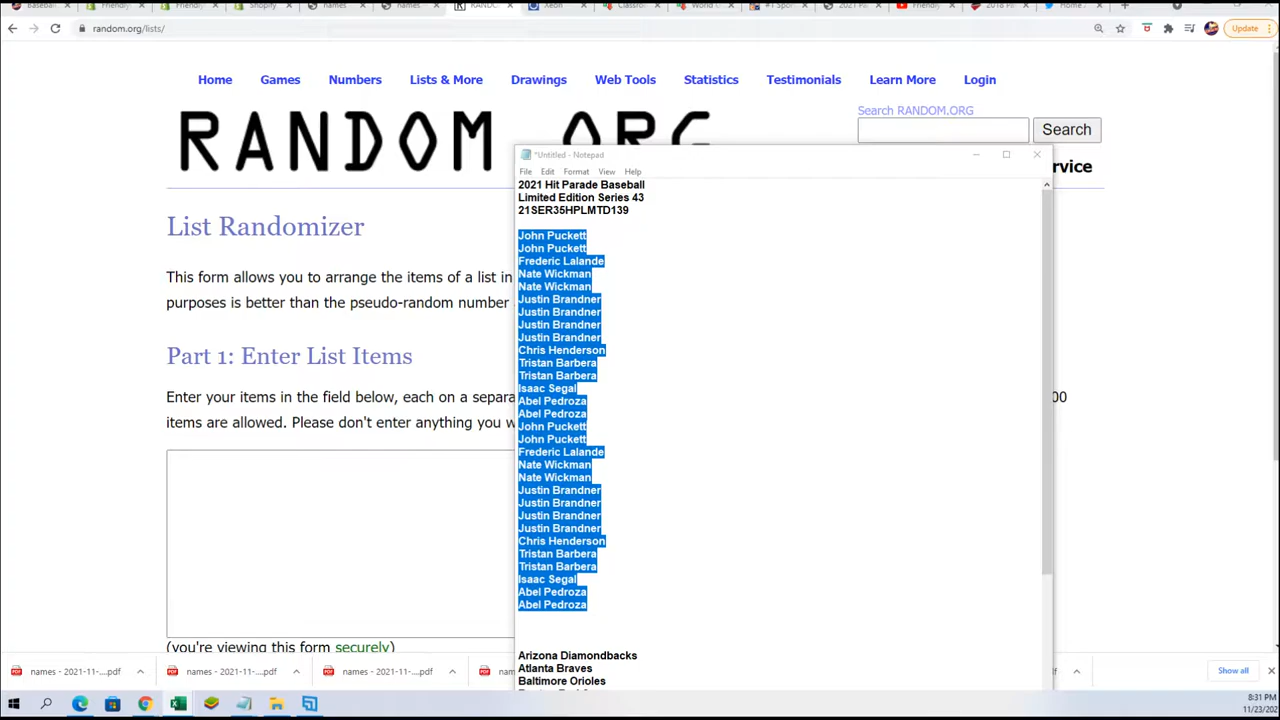 Shopify
names
names
Xeon
random.org/lists/
Update
Home Games Numbers Lists & More Drawings Web Tools Statistics Testimonials Learn More Login
RANDOM.ORG
Search RANDOM.ORG
Search
List Randomizer
This form allows you to arrange the items of a list in
purposes is better than the pseudo-random number
Part 1: Enter List Items
Enter your items in the field below, each on a separa
items are allowed. Please don't enter anything you w
(you're viewing this form securely)
*Untitled - Notepad
File Edit Format View Help
2021 Hit Parade Baseball
Limited Edition Series 43
21SER35HPLMTD139
John Puckett
John Puckett
Frederic Lalande
Nate Wickman
Nate Wickman
Justin Brandner
Justin Brandner
Justin Brandner
Justin Brandner
Chris Henderson
Tristan Barbera
Tristan Barbera
Isaac Segal
Abel Pedroza
Abel Pedroza
John Puckett
John Puckett
Frederic Lalande
Nate Wickman
Nate Wickman
Justin Brandner
Justin Brandner
Justin Brandner
Justin Brandner
Chris Henderson
Tristan Barbera
Tristan Barbera
Isaac Segal
Abel Pedroza
Abel Pedroza
Arizona Diamondbacks
Atlanta Braves
Baltimore Orioles
names - 2021-11-....pdf
names - 2021-11-....pdf
names - 2021-11-....pdf
Show all
8:31 PM
11/23/202